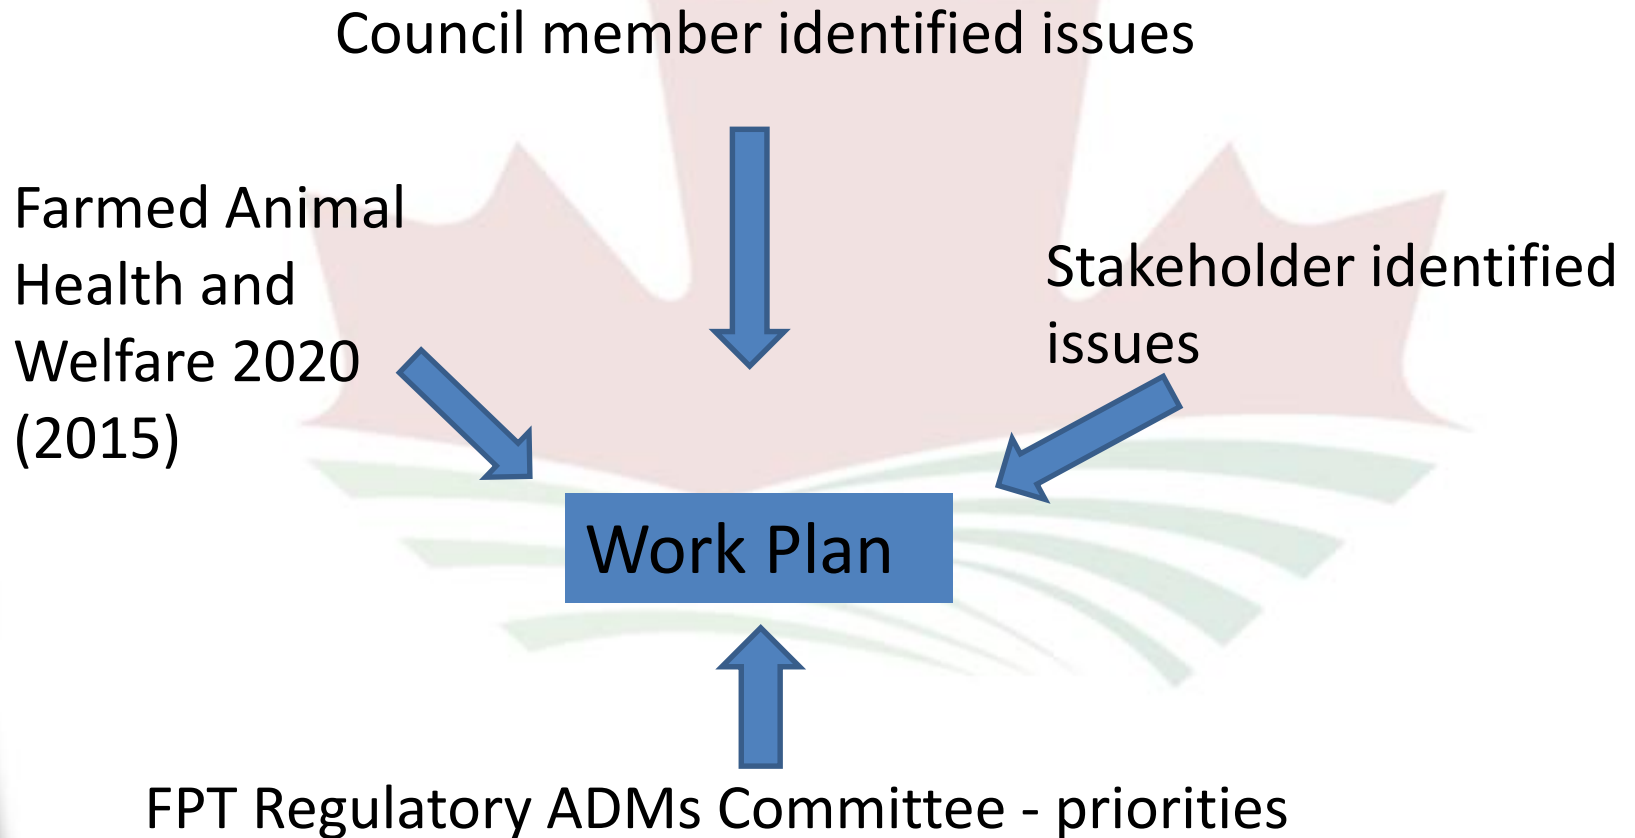 Council member identified issues
Farmed Animal
Health and
Welfare 2020
(2015)
Stakeholder identified
issues
Work Plan
FPT Regulatory ADMs Committee - priorities